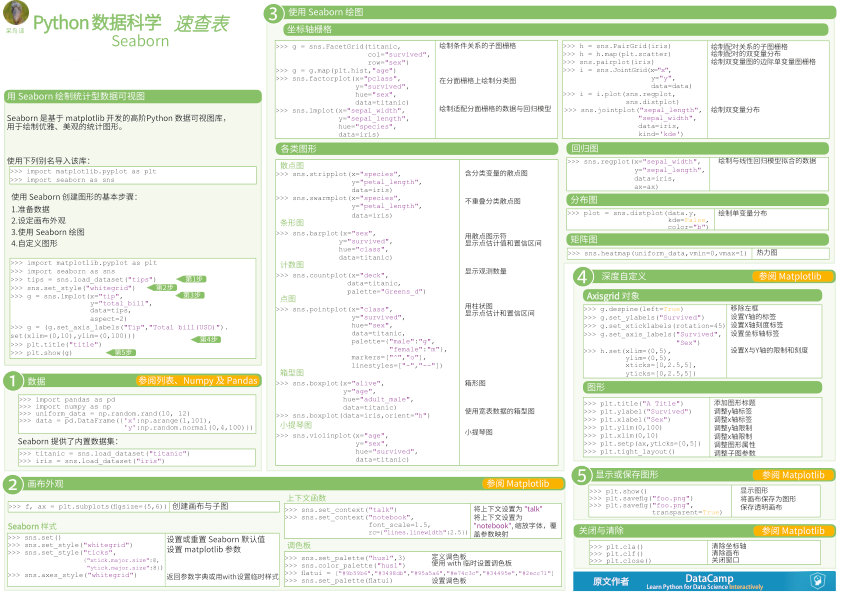 呆鸟译
Python 数据科学 速查表
Seaborn
用 Seaborn 绘制统计型数据可视图
Seaborn 是基于 matplotlib 开发的高阶Python 数据可视图库，
用于绘制优雅、美观的统计图形。
使用下列别名导入该库：
>>> import matplotlib.pyplot as plt
>>> import seaborn as sns
使用 Seaborn 创建图形的基本步骤：
1.准备数据
2.设定画布外观
3.使用 Seaborn 绘图
4.自定义图形
>>> import matplotlib.pyplot as plt
>>> import seaborn as sns
>>> tips = sns.load_dataset("tips") 第1步
>>> sns.set_style("whitegrid") 第2步
>>> g = sns.lmplot(x="tip", 第3步
y="total_bill",
data=tips,
aspect=2)
>>> g = (g.set_axis_labels("Tip","Total bill(USD)").
set(xlim=(0,10),ylim=(0,100))) 第4步
>>> plt.title("title")
>>> plt.show(g) 第5步
1 数据 参阅列表、Numpy 及 Pandas
>>> import pandas as pd
>>> import numpy as np
>>> uniform_data = np.random.rand(10, 12)
>>> data = pd.DataFrame({'x':np.arange(1,101),
'y':np.random.normal(0,4,100)})
Seaborn 提供了内置数据集：
>>> titanic = sns.load_dataset("titanic")
>>> iris = sns.load_dataset("iris")
2 画布外观 参阅 Matplotlib
>>> f, ax = plt.subplots(figsize=(5,6)) 创建画布与子图
Seaborn 样式
>>> sns.set() 设置或重置 Seaborn 默认值
>>> sns.set_style("whitegrid") 设置 matplotlib 参数
>>> sns.set_style("ticks",
{"xtick.major.size":8,
"ytick.major.size":8})
>>> sns.axes_style("whitegrid") 返回参数字典或用with设置临时样式
上下文函数
>>> sns.set_context("talk") 将上下文设置为 "talk"
>>> sns.set_context("notebook", 将上下文设置为
font_scale=1.5, "notebook",缩放字体，覆
rc={"lines.linewidth":2.5}) 盖参数映射
调色板
>>> sns.set_palette("husl",3) 定义调色板
>>> sns.color_palette("husl") 使用 with 临时设置调色板
>>> flatui = ["#9b59b6","#3498db","#95a5a6","#e74c3c","#34495e","#2ecc71"]
>>> sns.set_palette(flatui) 设置调色板
3 使用 Seaborn 绘图
坐标轴栅格
>>> g = sns.FacetGrid(titanic, 绘制条件关系的子图栅格
col="survived",
row="sex")
>>> g = g.map(plt.hist,"age")
>>> sns.factorplot(x="pclass", 在分面栅格上绘制分类图
y="survived",
hue="sex",
data=titanic)
>>> sns.lmplot(x="sepal_width", 绘制适配分面栅格的数据与回归模型
y="sepal_length",
hue="species",
data=iris)
>>> h = sns.PairGrid(iris) 绘制配对关系的子图栅格
>>> h = h.map(plt.scatter) 绘制配对的双变量分布
>>> sns.pairplot(iris) 绘制双变量图的边际单变量图栅格
>>> i = sns.JointGrid(x="x",
y="y",
data=data)
>>> i = i.plot(sns.regplot,
sns.distplot)
>>> sns.jointplot("sepal_length", 绘制双变量分布
"sepal_width",
data=iris,
kind='kde')
各类图形
散点图
>>> sns.stripplot(x="species", 含分类变量的散点图
y="petal_length",
data=iris)
>>> sns.swarmplot(x="species", 不重叠分类散点图
y="petal_length",
data=iris)
条形图
>>> sns.barplot(x="sex", 用散点图示符
y="survived", 显示点估计值和置信区间
hue="class",
data=titanic)
计数图
>>> sns.countplot(x="deck", 显示观测数量
data=titanic,
palette="Greens_d")
点图
>>> sns.pointplot(x="class", 用柱状图
y="survived", 显示点估计和置信区间
hue="sex",
data=titanic,
palette={"male":"g",
"female":"m"},
markers=["^","o"],
linestyles=["-","--"])
箱型图
>>> sns.boxplot(x="alive", 箱形图
y="age",
hue="adult_male",
data=titanic)
>>> sns.boxplot(data=iris,orient="h") 使用宽表数据的箱型图
小提琴图
>>> sns.violinplot(x="age", 小提琴图
y="sex",
hue="survived",
data=titanic)
回归图
>>> sns.regplot(x="sepal_width", 绘制与线性回归模型拟合的数据
y="sepal_length",
data=iris,
ax=ax)
分布图
>>> plot = sns.distplot(data.y, 绘制单变量分布
kde=False,
color="b")
矩阵图
>>> sns.heatmap(uniform_data,vmin=0,vmax=1) 热力图
4 深度自定义 参阅 Matplotlib
Axisgrid 对象
>>> g.despine(left=True) 移除左框
>>> g.set_ylabels("Survived") 设置Y轴的标签
>>> g.set_xticklabels(rotation=45) 设置X轴刻度标签
>>> g.set_axis_labels("Survived", 设置坐标轴标签
"Sex")
>>> h.set(xlim=(0,5), 设置X与Y轴的限制和刻度
ylim=(0,5),
xticks=[0,2.5,5],
yticks=[0,2.5,5])
图形
>>> plt.title("A Title") 添加图形标题
>>> plt.ylabel("Survived") 调整y轴标签
>>> plt.xlabel("Sex") 调整x轴标签
>>> plt.ylim(0,100) 调整y轴限制
>>> plt.xlim(0,10) 调整x轴限制
>>> plt.setp(ax,yticks=[0,5]) 调整图形属性
>>> plt.tight_layout() 调整子图参数
5 显示或保存图形 参阅 Matplotlib
>>> plt.show() 显示图形
>>> plt.savefig("foo.png") 将画布保存为图形
>>> plt.savefig("foo.png", 保存透明画布
transparent=True)
关闭与清除 参阅 Matplotlib
>>> plt.cla() 清除坐标轴
>>> plt.clf() 清除画布
>>> plt.close() 关闭窗口
原文作者 DataCamp
Learn Python for Data Science Interactively